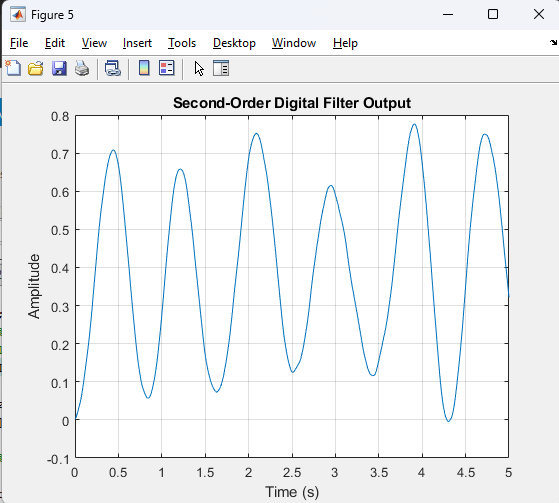 Figure 5
File Edit View Insert Tools Desktop Window Help
Second-Order Digital Filter Output
0.8
0.7
0.6
0.5
0.4
0.3
0.2
0.1
0
-0.1
Amplitude
0 0.5 1 1.5 2 2.5 3 3.5 4 4.5 5
Time (s)